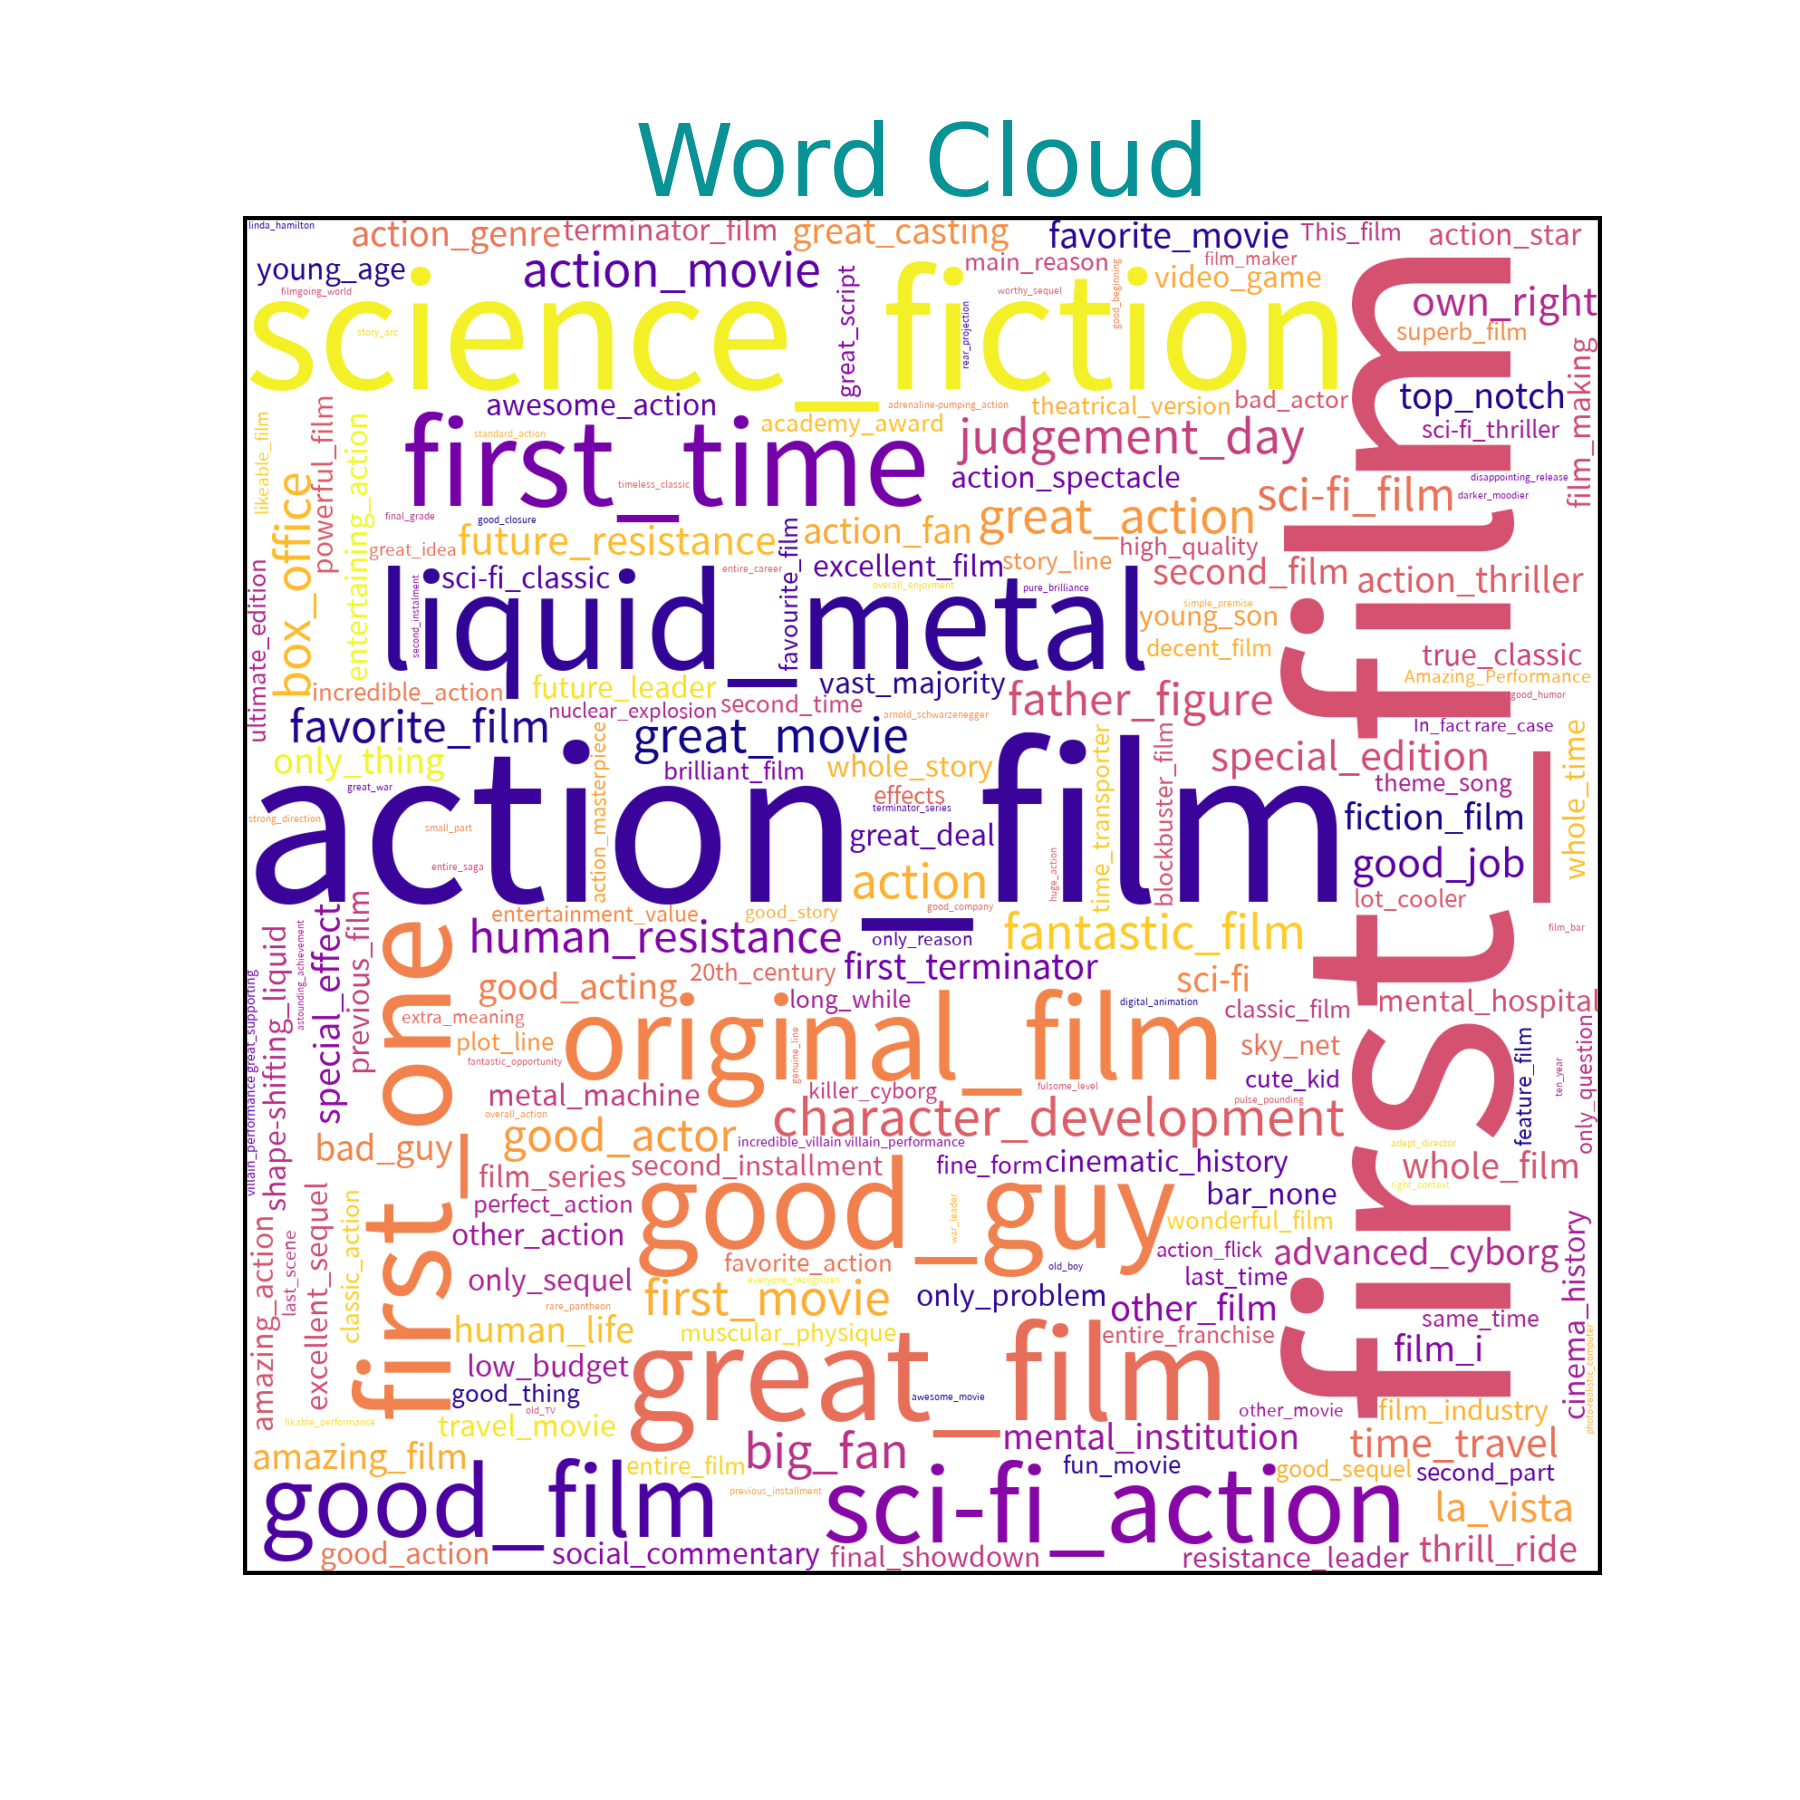 Word Cloud
linda_hamilton
action_genre
terminator_film
great_casting
favorite_movie
This_film
action_star
young_age
action_movie
main_reason
film_maker
video_game
filmgoing_world
great_script
worthy_sequel
good_beginning
own_right
science_fiction
story_arc
rear_projection
superb_film
film_making
first_film
awesome_action
adrenaline-pumping_action
theatrical_version
bad_actor
top_notch
likeable_film
powerful_film
entertaining_action
first_time
standard_action
academy_award
judgement_day
sci-fi_thriller
timeless_classic
action_spectacle
disappointing_release
box_office
sci-fi_film
darker_moodier
final_grade
good_closure
great_action
great_idea
future_resistance
action_fan
favourite_film
high_quality
ultimate_edition
sci-fi_classic
entire_career
excellent_film
story_line
second_film
action_thriller
second_instalment
liquid_metal
overall_enjoyment
pure_brilliance
simple_premise
young_son
decent_film
true_classic
Amazing_Performance
incredible_action
future_leader
vast_majority
father_figure
good_humor
nuclear_explosion
second_time
arnold_schwarzenegger
In_fact
rare_case
favorite_film
great_movie
time_transporter
blockbuster_film
special_edition
whole_time
only_thing
action_masterpiece
brilliant_film
whole_story
great_war
effects
theme_song
terminator_series
strong_direction
action_film
small_part
great_deal
fiction_film
entire_saga
action
huge_action
good_job
lot_cooler
special_effect
previous_film
first_one
entertainment_value
good_story
good_company
fantastic_film
film_bar
shape-shifting_liquid
astounding_achievement
human_resistance
only_reason
20th_century
first_terminator
sci-fi
good_acting
long_while
digital_animation
classic_film
mental_hospital
villain_performance
great_supporting
extra_meaning
original_film
plot_line
genuine_line
sky_net
feature_film
only_question
fantastic_opportunity
cute_kid
ten_year
metal_machine
killer_cyborg
fulsome_level
pulse_pounding
overall_action
character_development
good_actor
bad_guy
incredible_villain
villain_performance
adept_director
film_series
second_installment
fine_form
cinematic_history
whole_film
right_context
excellent_sequel
classic_action
perfect_action
good_guy
war_leader
bar_none
other_action
wonderful_film
amazing_action
last_scene
favorite_action
action_flick
advanced_cyborg
cinema_history
only_sequel
everyone_recognizes
old_boy
last_time
rare_pantheon
first_movie
only_problem
other_film
same_time
human_life
muscular_physique
entire_franchise
film_i
photo-realistic_computer
low_budget
great_film
good_thing
awesome_movie
old_TV
other_movie
film_industry
likable_performance
travel_movie
amazing_film
entire_film
big_fan
mental_institution
time_travel
fun_movie
good_sequel
second_part
good_film
previous_installment
sci-fi_action
la_vista
good_action
social_commentary
final_showdown
resistance_leader
thrill_ride